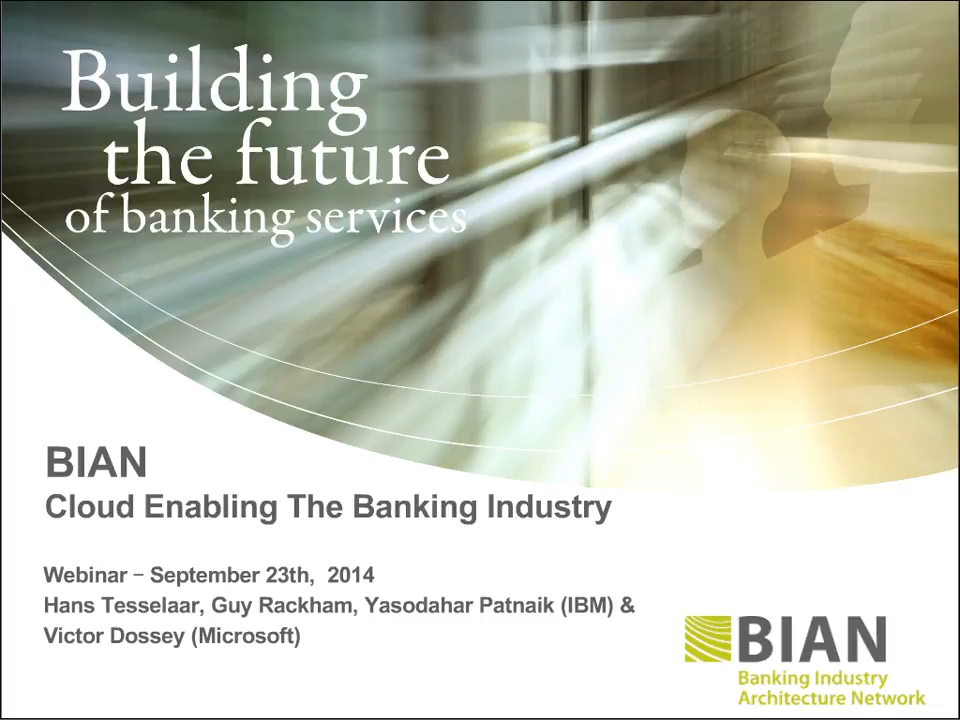 Building
the future
of banking services
BIAN
Cloud Enabling The Banking Industry
Webinar – September 23th, 2014
Hans Tesselaar, Guy Rackham, Yasodahar Patnaik (IBM) &
Victor Dossey (Microsoft)
BIAN
Banking Industry
Architecture Network